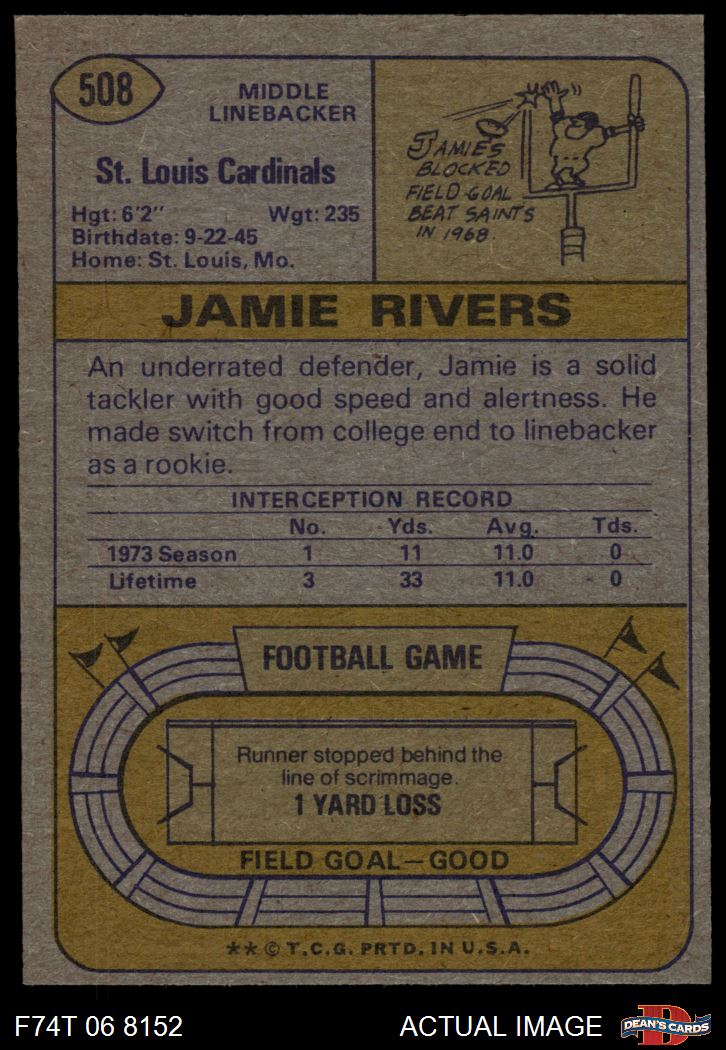 508
MIDDLE
LINEBACKER
St. Louis Cardinals
Hgt: 6'2" Wgt: 235
Birthdate: 9-22-45
Home: St. Louis, Mo.
JAMIE'S
BLOCKED
FIELD GOAL
BEAT SAINTS
IN 1968
JAMIE RIVERS
An underrated defender, Jamie is a solid
tackler with good speed and alertness. He
made switch from college end to linebacker
as a rookie.
INTERCEPTION RECORD
No. Yds. Avg. Tds.
1973 Season 1 11 11.0 0
Lifetime 3 33 11.0 0
FOOTBALL GAME
Runner stopped behind the
line of scrimmage.
1 YARD LOSS
FIELD GOAL—GOOD
** © T.C.G. PRTD. IN U.S.A.
F74T 06 8152 ACTUAL IMAGE D DEAN'S CARDS